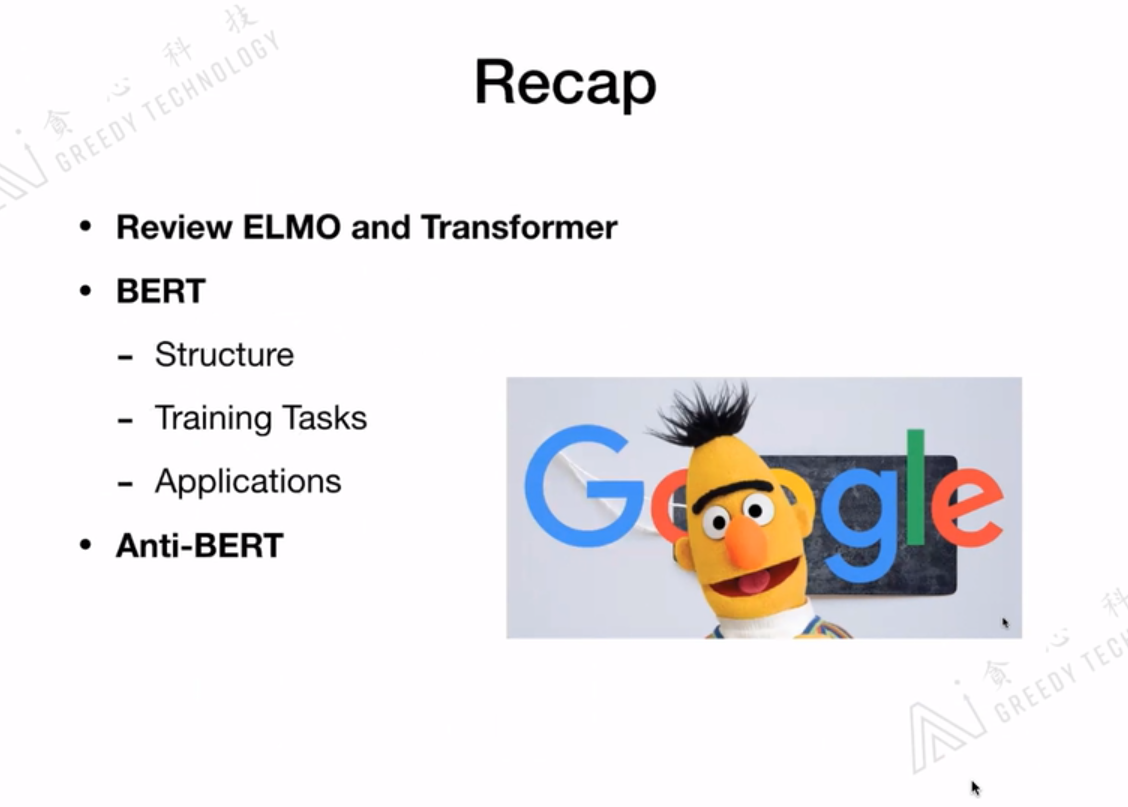 贪心科技
GREEDY TECHNOLOGY
Recap
• Review ELMO and Transformer
• BERT
– Structure
– Training Tasks
– Applications
• Anti-BERT
Google
贪心科
GREEDY TECH